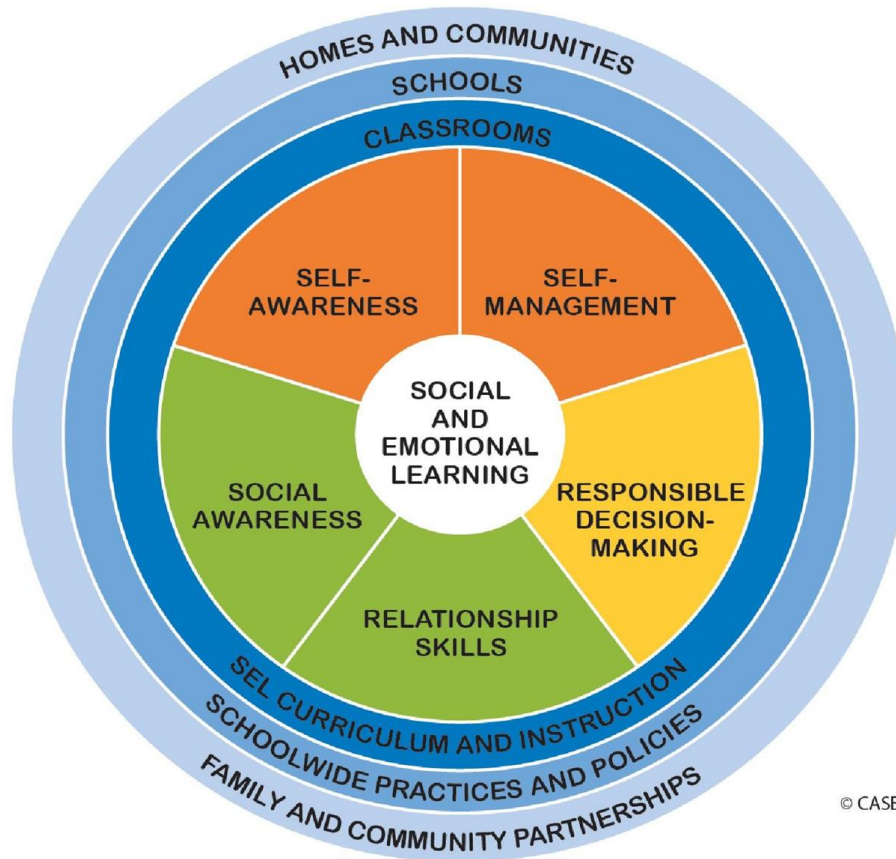 HOMES AND COMMUNITIES
SCHOOLS
CLASSROOMS
SELF-
AWARENESS
SELF-
MANAGEMENT
SOCIAL
AND
EMOTIONAL
LEARNING
SOCIAL
AWARENESS
RESPONSIBLE
DECISION-
MAKING
RELATIONSHIP
SKILLS
SEL CURRICULUM AND INSTRUCTION
SCHOOLWIDE PRACTICES AND POLICIES
FAMILY AND COMMUNITY PARTNERSHIPS
© CASE